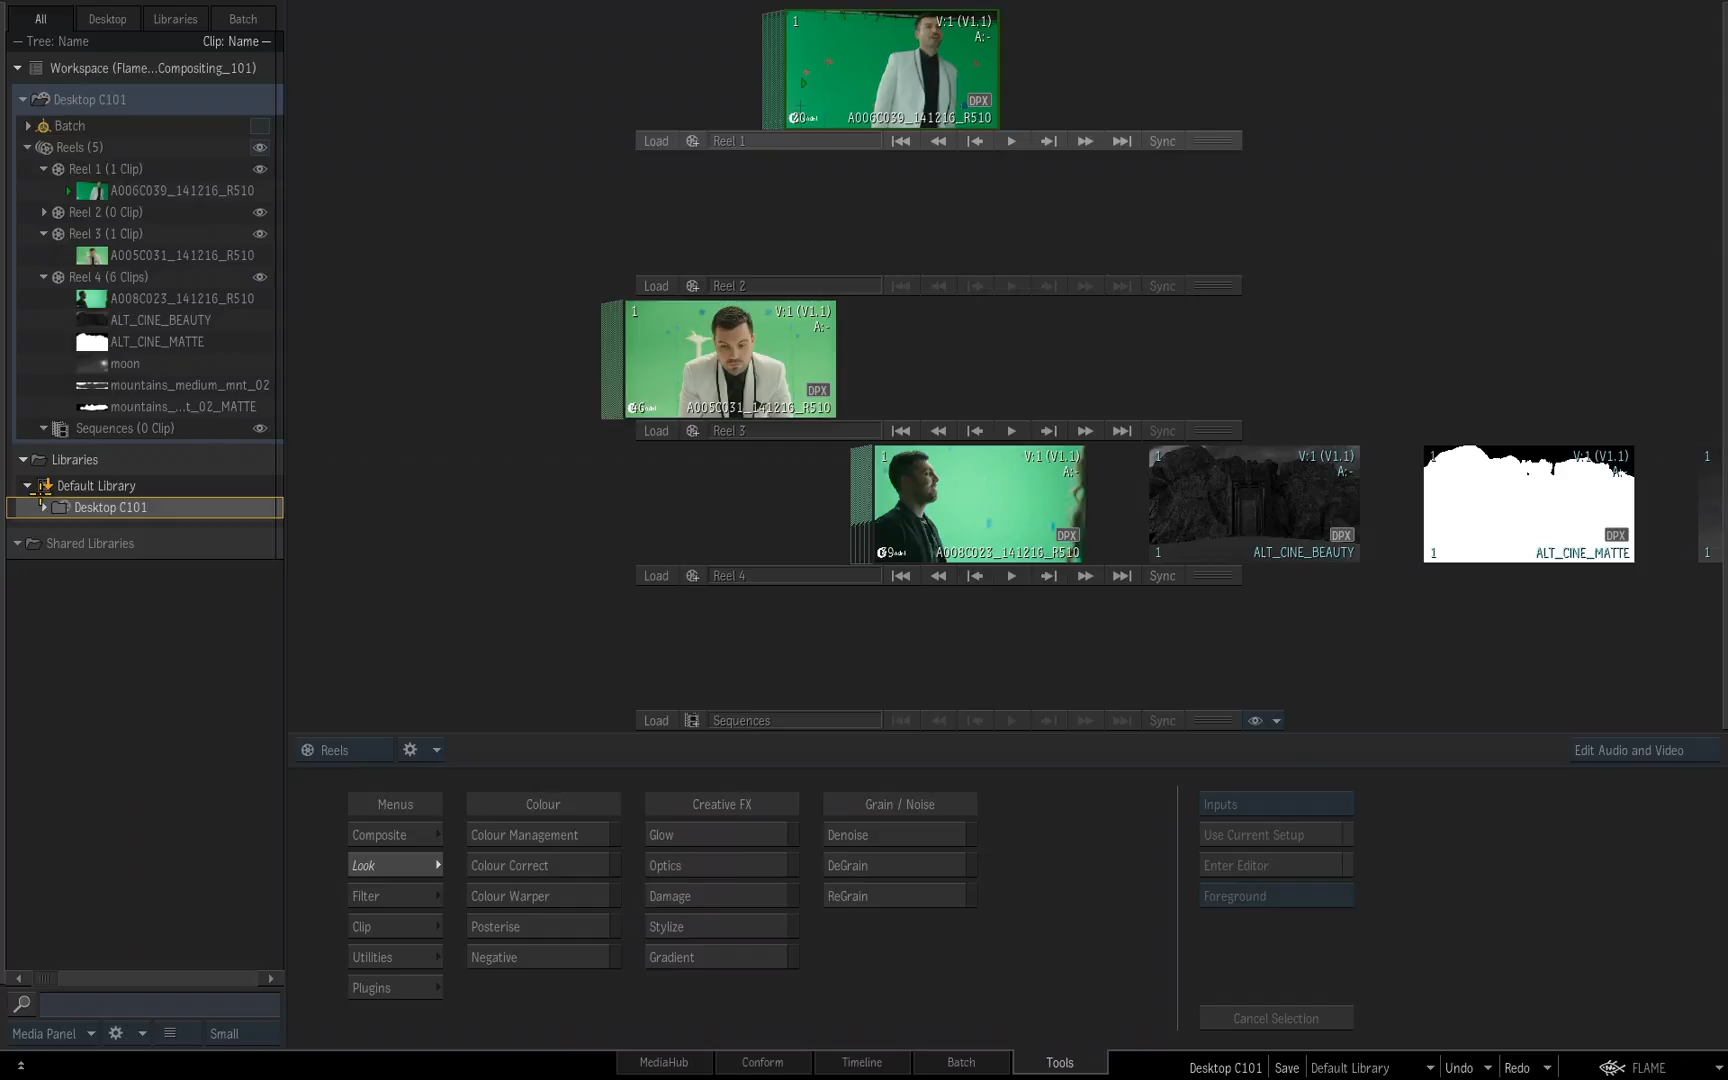 All Desktop Libraries Batch
Tree: Name Clip: Name
Workspace (Flame...Compositing_101)
Desktop C101
Batch
Reels (5)
Reel 1 (1 Clip)
A006C039_141216_R510
Reel 2 (0 Clip)
Reel 3 (1 Clip)
A005C031_141216_R510
Reel 4 (6 Clips)
A008C023_141216_R510
ALT_CINE_BEAUTY
ALT_CINE_MATTE
moon
mountains_medium_mnt_02
mountains_...t_02_MATTE
Sequences (0 Clip)
Libraries
Default Library
Desktop C101
Shared Libraries
Media Panel Small
1 V:1 (V1.1)
A:-
DPX
A006C039_141216_R510
Load Reel 1 Sync
Load Reel 2 Sync
1 V:1 (V1.1)
A:-
DPX
A005C031_141216_R510
Load Reel 3 Sync
1 V:1 (V1.1)
A:-
DPX
A008C023_141216_R510
1 V:1 (V1.1)
A:-
DPX
1 ALT_CINE_BEAUTY
1 V:1 (V1.1)
A:-
DPX
1 ALT_CINE_MATTE
1
1
Load Reel 4 Sync
Load Sequences Sync
Reels Edit Audio and Video
Menus Colour Creative FX Grain / Noise Inputs
Composite Colour Management Glow Denoise Use Current Setup
Look Colour Correct Optics DeGrain Enter Editor
Filter Colour Warper Damage ReGrain Foreground
Clip Posterise Stylize
Utilities Negative Gradient
Plugins
Cancel Selection
MediaHub Conform Timeline Batch Tools Desktop C101 Save Default Library Undo Redo FLAME